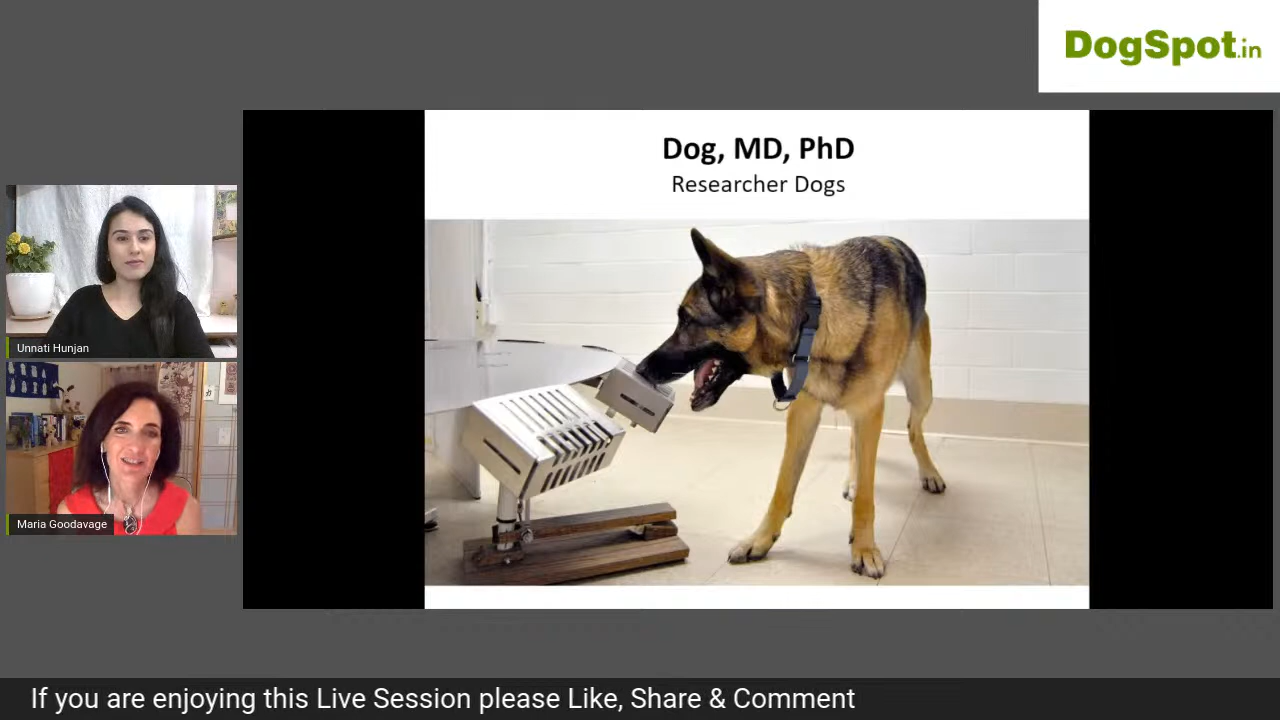 DogSpot.in
Dog, MD, PhD
Researcher Dogs
Unnati Hunjan
Maria Goodavage
If you are enjoying this Live Session please Like, Share & Comment